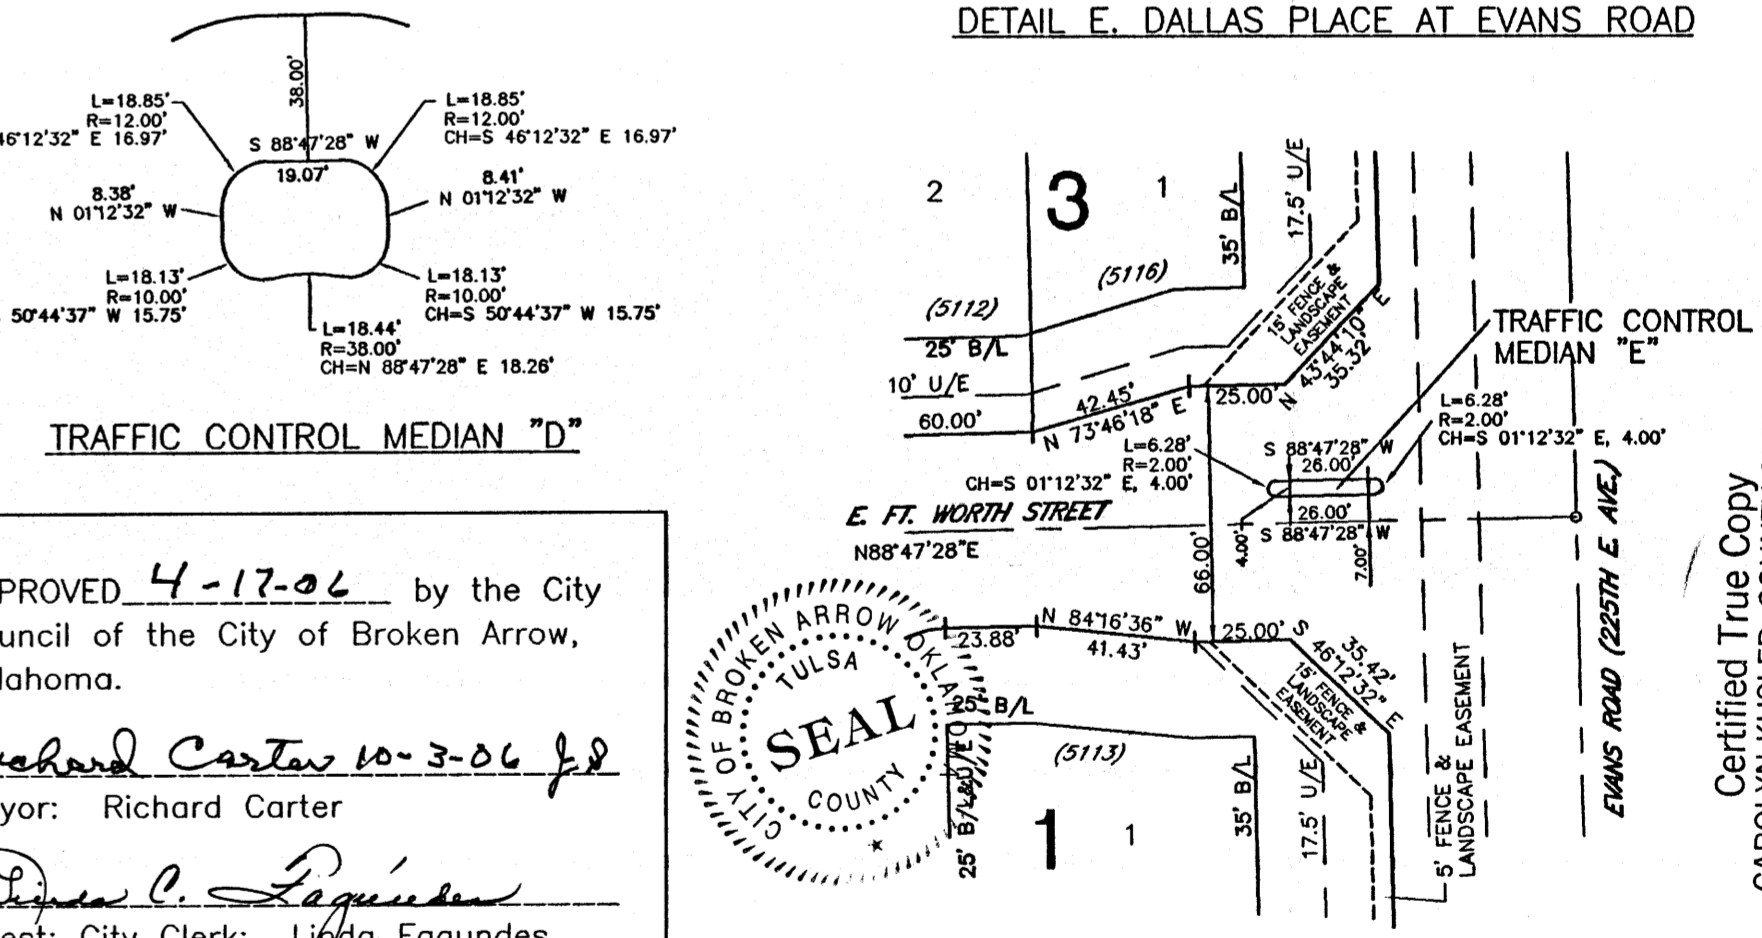 38.00'
L=18.85'
R=12.00'
46°12'32" E 16.97'
L=18.85'
R=12.00'
CH=S 46°12'32" E 16.97'
S 88°47'28" W
19.07'
8.38'
N 01°12'32" W
8.41'
N 01°12'32" W
L=18.13'
R=10.00'
50°44'37" W 15.75'
L=18.13'
R=10.00'
CH=S 50°44'37" W 15.75'
L=18.44'
R=38.00'
CH=N 88°47'28" E 18.26'
TRAFFIC CONTROL MEDIAN "D"
PROVED 4-17-06 by the City
uncil of the City of Broken Arrow,
lahoma.
chard Carter 10-3-06
yor: Richard Carter
Linda C. Fagundes
est: City Clerk: Linda Fagundes
DETAIL E. DALLAS PLACE AT EVANS ROAD
2
3
1
35' B/L
17.5' U/E
(5116)
(5112)
25' B/L
10' U/E
60.00'
42.45'
N 73°46'18" E
25.00'
15' FENCE &
LANDSCAPE
EASEMENT
N 43°44'10" E
35.32'
TRAFFIC CONTROL
MEDIAN "E"
L=6.28'
R=2.00'
CH=S 01°12'32" E, 4.00'
L=6.28'
R=2.00'
CH=S 01°12'32" E, 4.00'
S 88°47'28" W
26.00'
26.00'
S 88°47'28" W
E. FT. WORTH STREET
N88°47'28"E
66.00'
4.00'
7.00'
23.88'
N 84°16'36" W
41.43'
25.00'
S 46°12'32" E
35.42'
15' FENCE &
LANDSCAPE
EASEMENT
25' B/L
(5113)
25' B/L&U/E
1
1
35' B/L
17.5' U/E
5' FENCE &
LANDSCAPE EASEMENT
EVANS ROAD (225TH E. AVE.)
CITY OF BROKEN ARROW OKLAHOMA
TULSA
SEAL
COUNTY
Certified True Copy